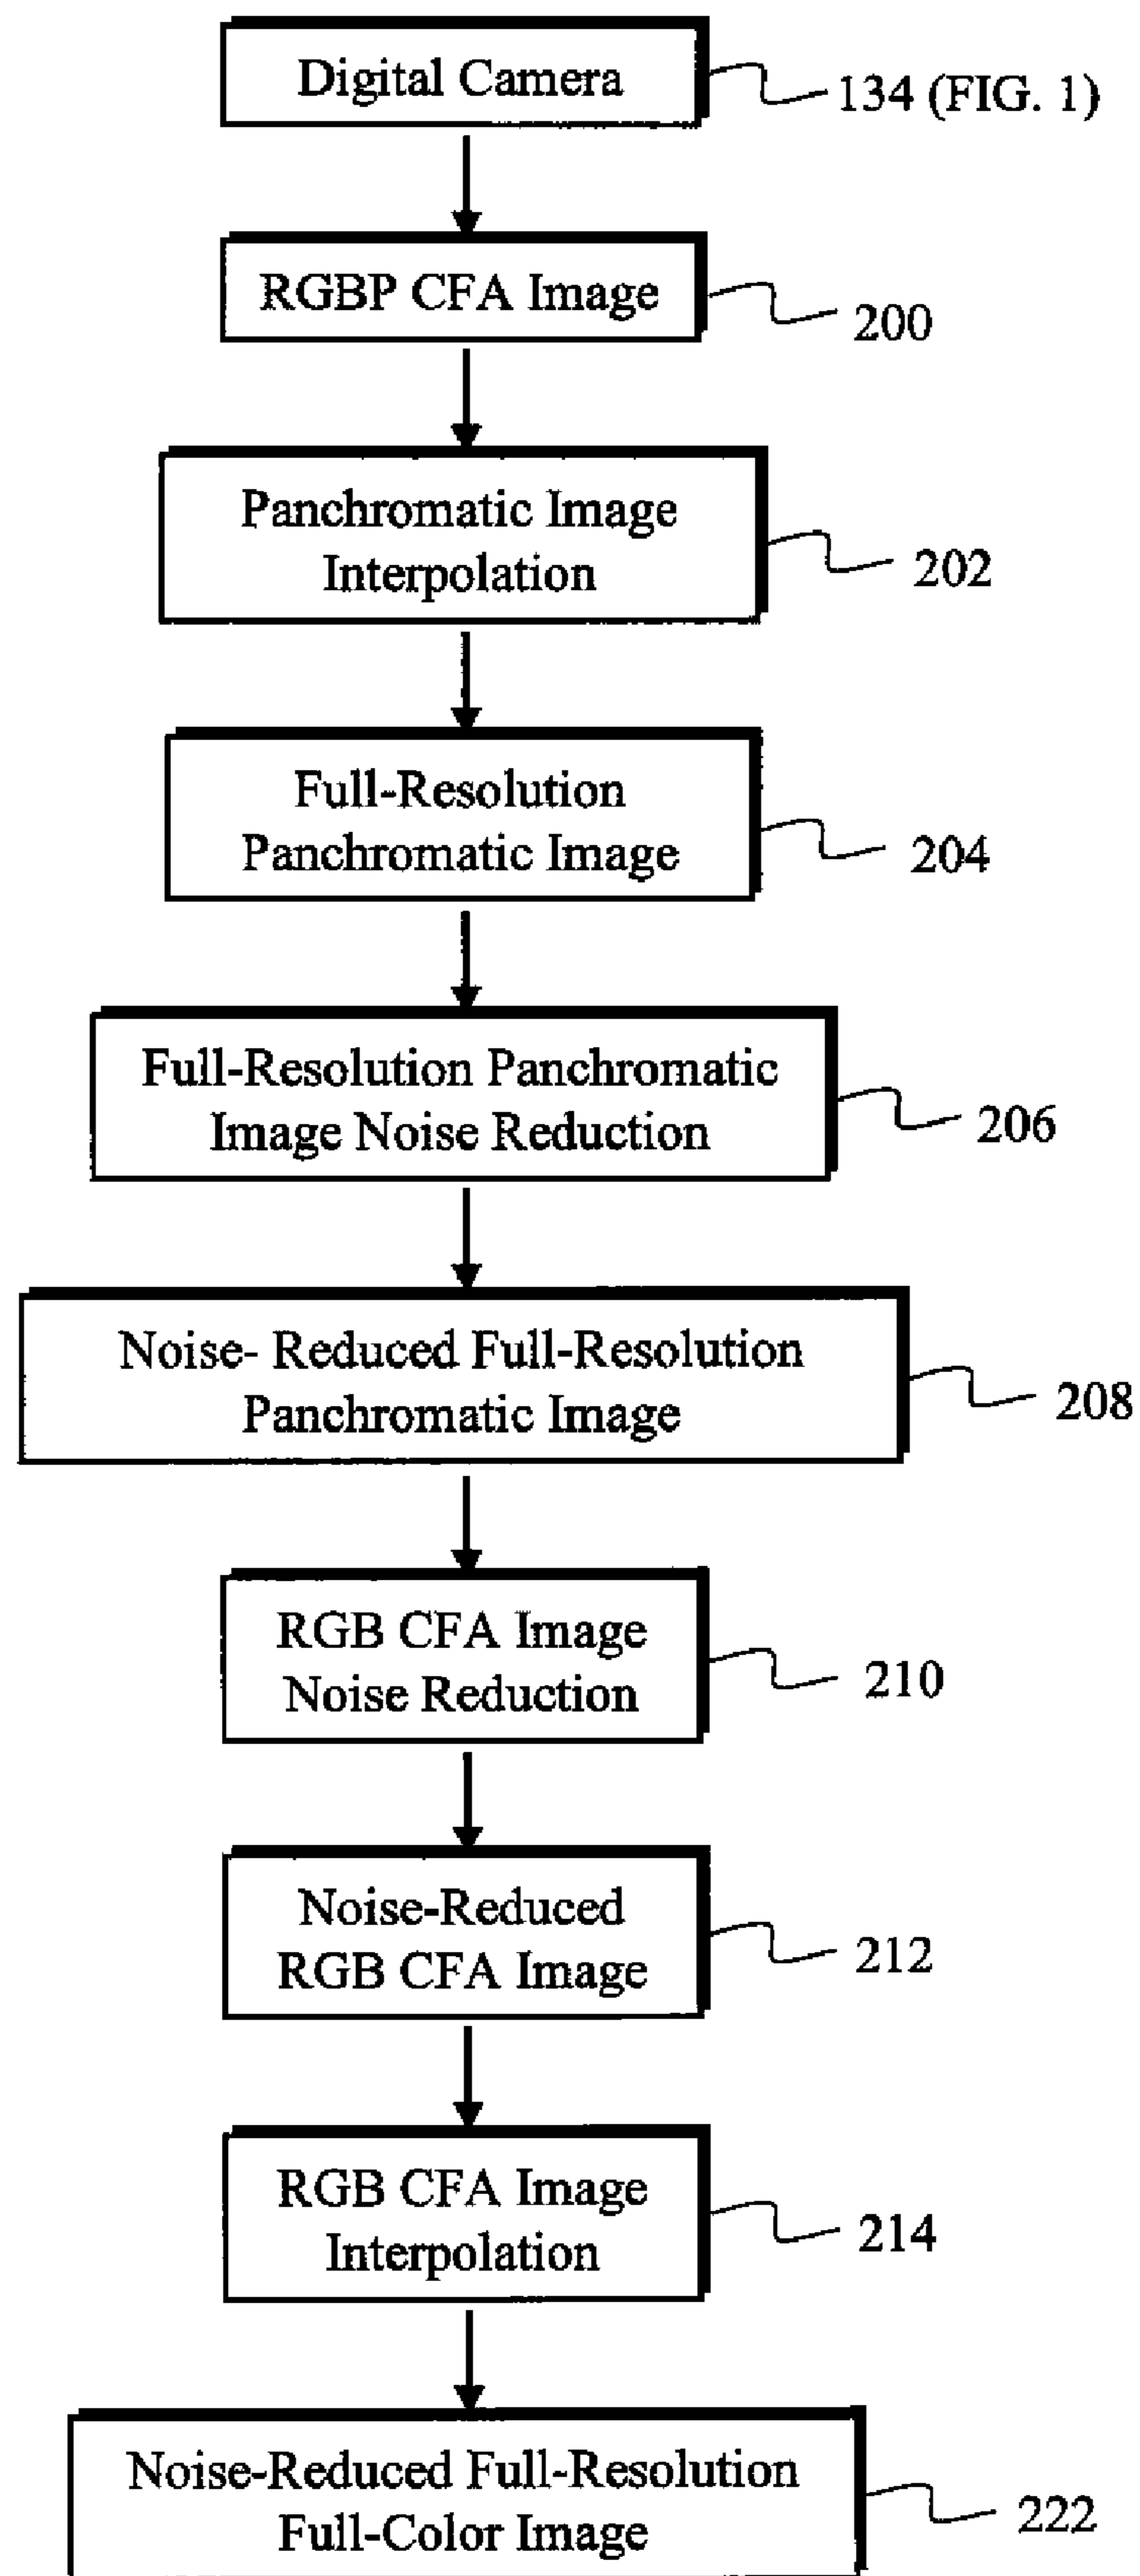 Digital Camera
134 (FIG. 1)
RGBP CFA Image
200
Panchromatic Image
Interpolation
202
Full-Resolution
Panchromatic Image
204
Full-Resolution Panchromatic
Image Noise Reduction
206
Noise- Reduced Full-Resolution
Panchromatic Image
208
RGB CFA Image
Noise Reduction
210
Noise-Reduced
RGB CFA Image
212
RGB CFA Image
Interpolation
214
Noise-Reduced Full-Resolution
Full-Color Image
222